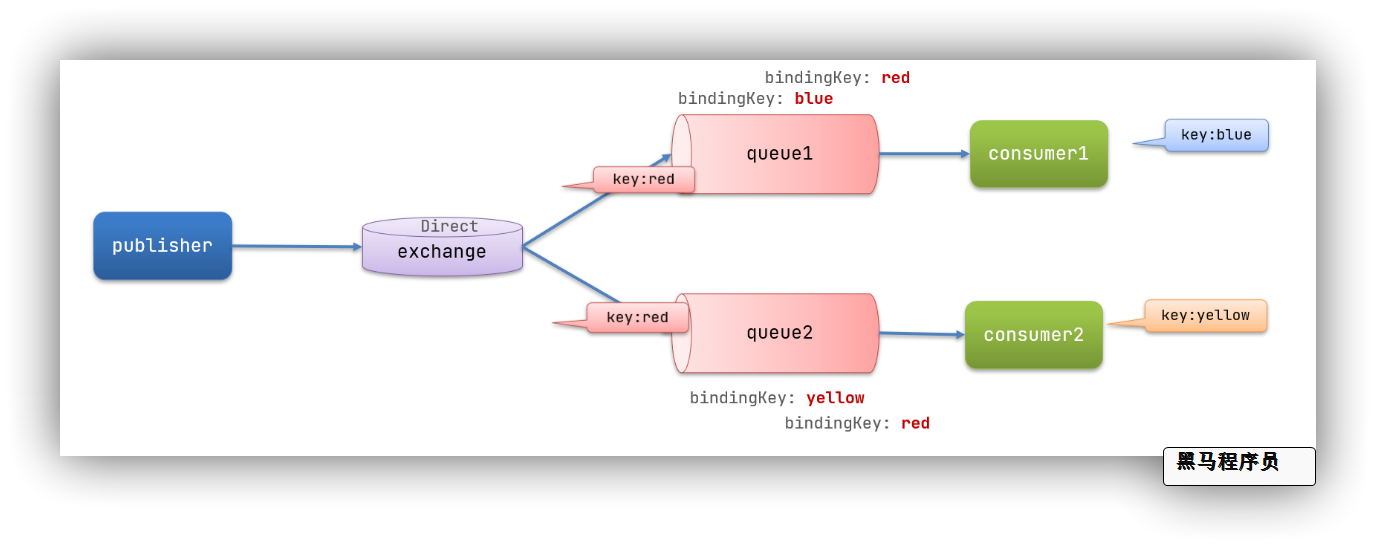 bindingKey: red
bindingKey: blue
queue1
consumer1
key:blue
key:red
publisher
Direct
exchange
key:red
queue2
consumer2
key:yellow
bindingKey: yellow
bindingKey: red
黑马程序员